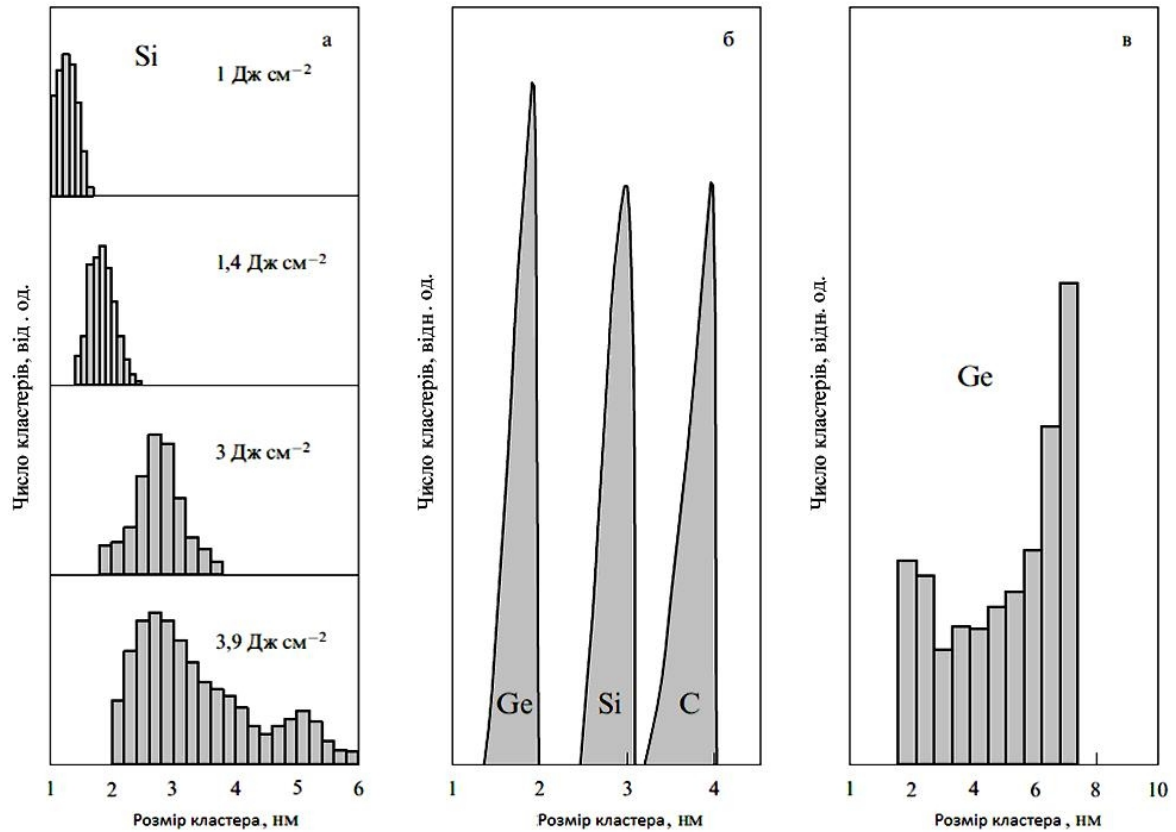 а
Si
1 Дж см−2
1,4 Дж см−2
3 Дж см−2
3,9 Дж см−2
Число кластерів, від . од.
1 2 3 4 5 6
Розмір кластера , нм
б
Ge Si C
Число кластерів, відн. од.
1 2 3 4
Розмір кластера , нм
в
Ge
Число кластерів, відн. од.
1 2 4 6 8 10
Розмір кластера , нм